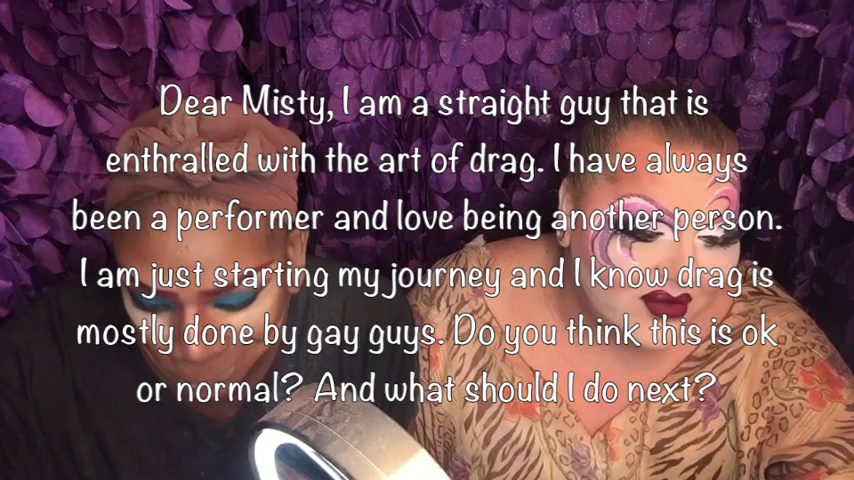 Dear Misty, I am a straight guy that is
enthralled with the art of drag. I have always
been a performer and love being another person.
I am just starting my journey and I know drag is
mostly done by gay guys. Do you think this is ok
or normal? And what should I do next?